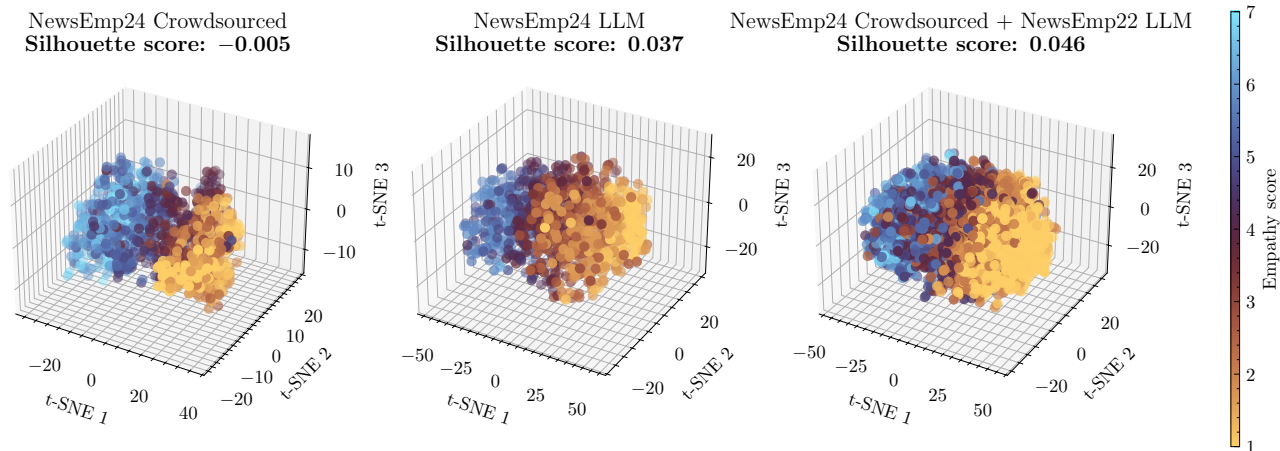 NewsEmp24 Crowdsourced
Silhouette score: −0.005
10
0
−10
t-SNE 3
20
10
0
−10
−20
t-SNE 2
−20
0
20
40
t-SNE 1
NewsEmp24 LLM
Silhouette score: 0.037
20
0
−20
t-SNE 3
20
0
−20
t-SNE 2
−50
−25
0
25
50
t-SNE 1
NewsEmp24 Crowdsourced + NewsEmp22 LLM
Silhouette score: 0.046
20
0
−20
t-SNE 3
20
0
−20
t-SNE 2
−50
−25
0
25
50
t-SNE 1
7
6
5
4
3
2
1
Empathy score